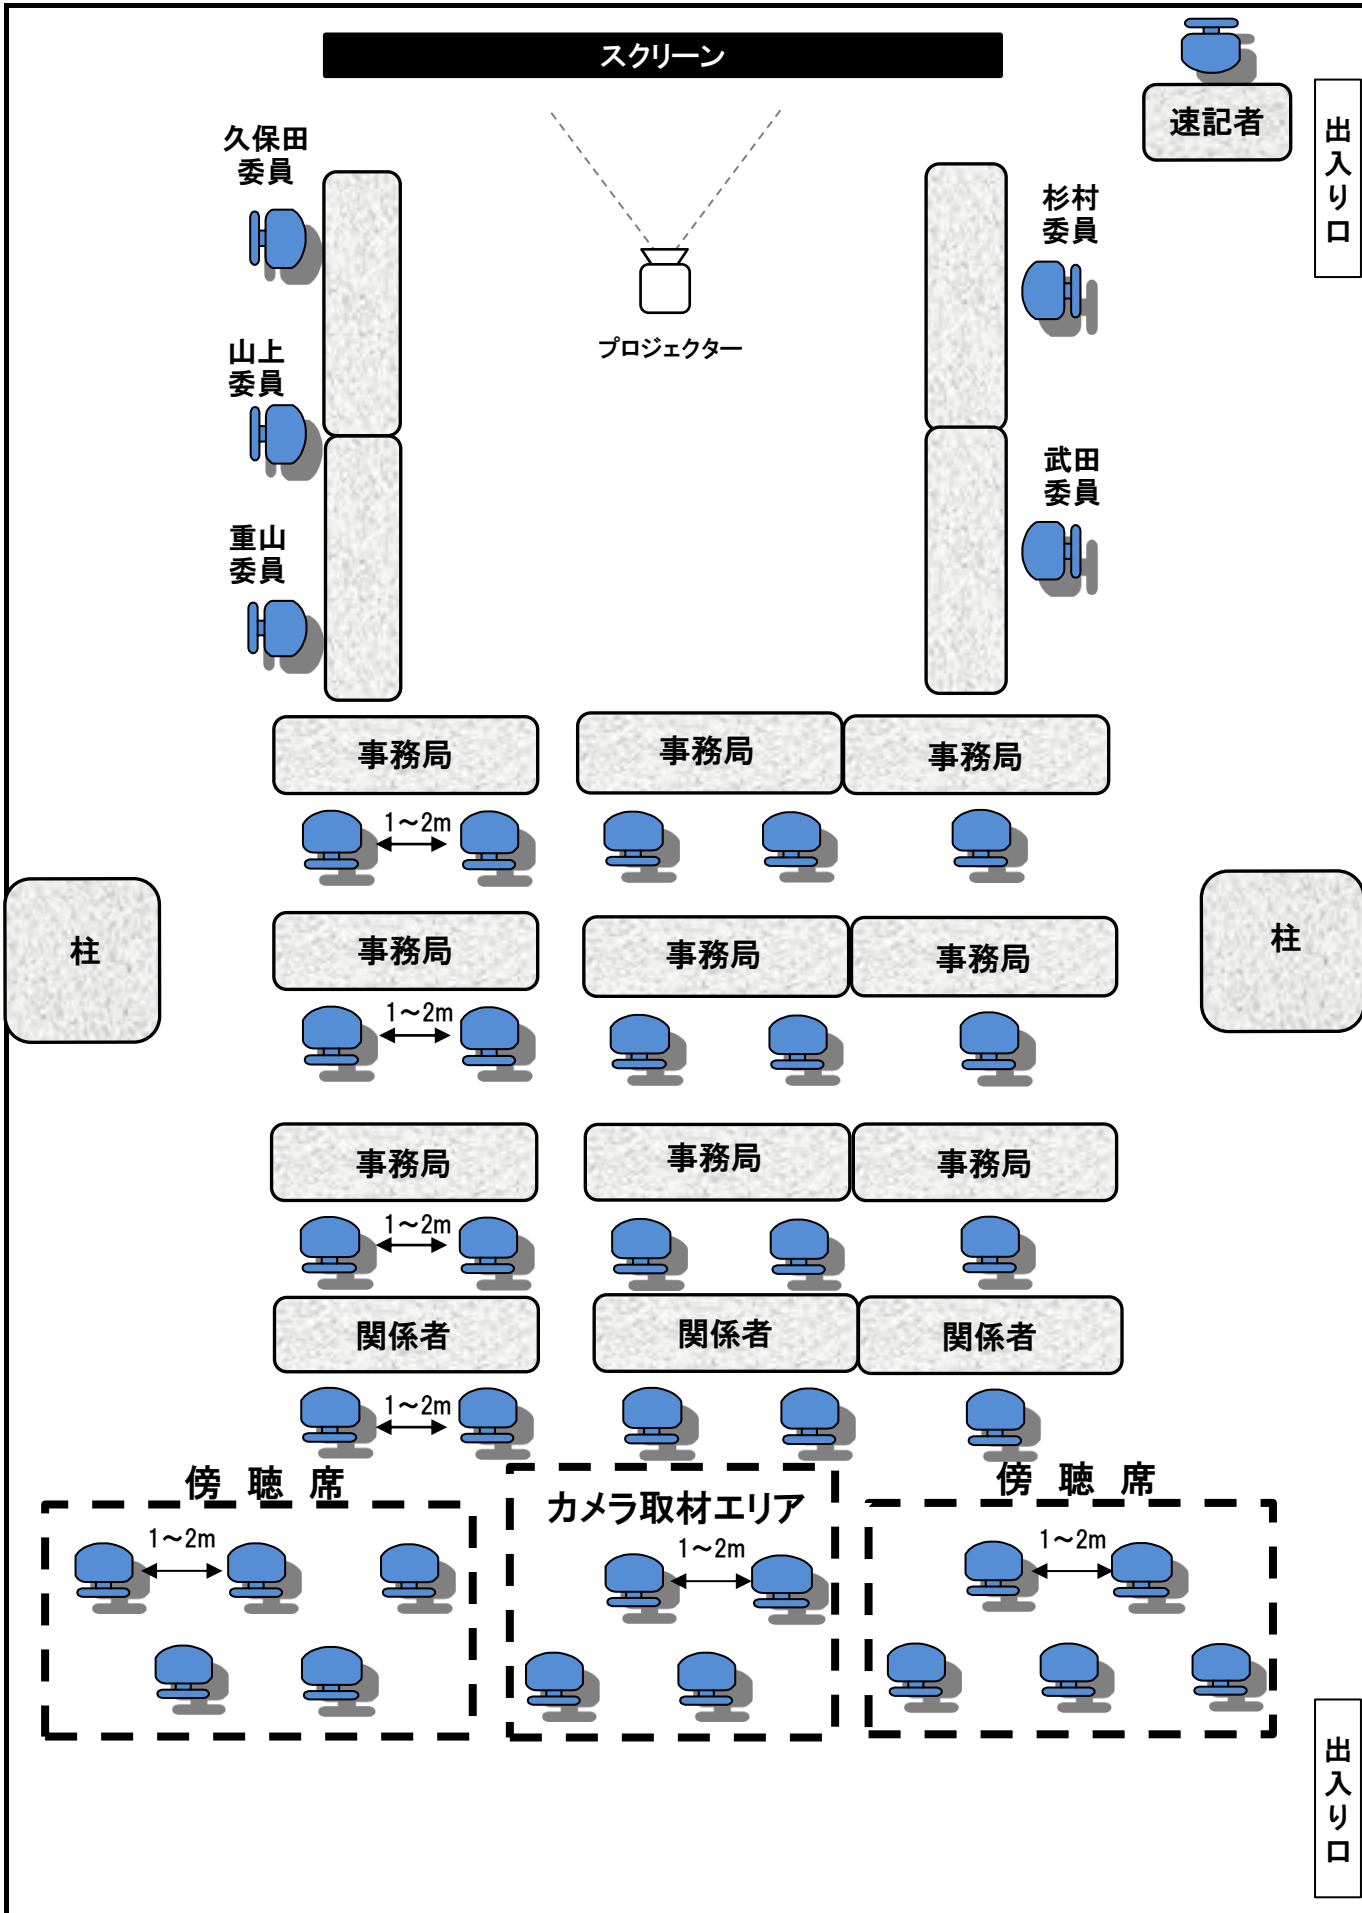 スクリーン
速記者
出入り口
久保田
委員
杉村
委員
プロジェクター
山上
委員
武田
委員
重山
委員
事務局
事務局
事務局
1～2m
柱
事務局
事務局
事務局
柱
1～2m
事務局
事務局
事務局
1～2m
関係者
関係者
関係者
1～2m
傍聴席
カメラ取材エリア
傍聴席
1～2m
1～2m
1～2m
出入り口